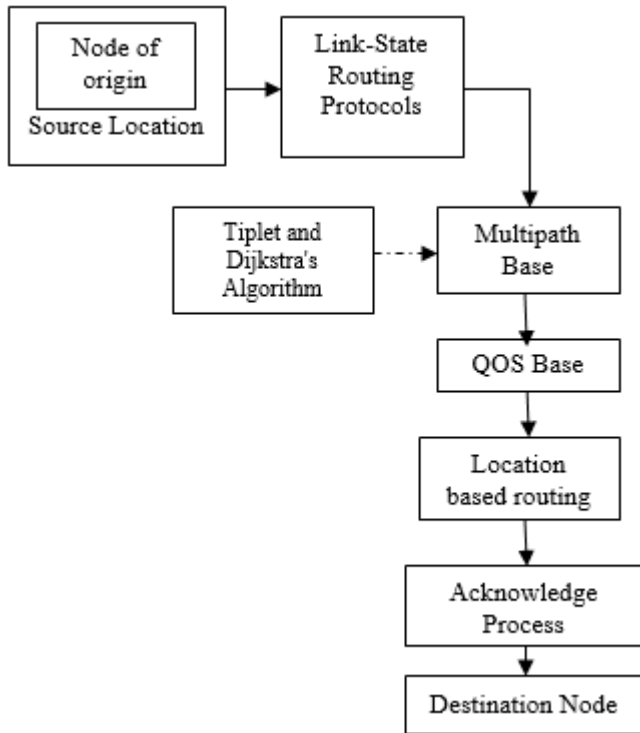 Node of
origin
Source Location
Link-State
Routing
Protocols
Tiplet and
Dijkstra's
Algorithm
Multipath
Base
QOS Base
Location
based routing
Acknowledge
Process
Destination Node